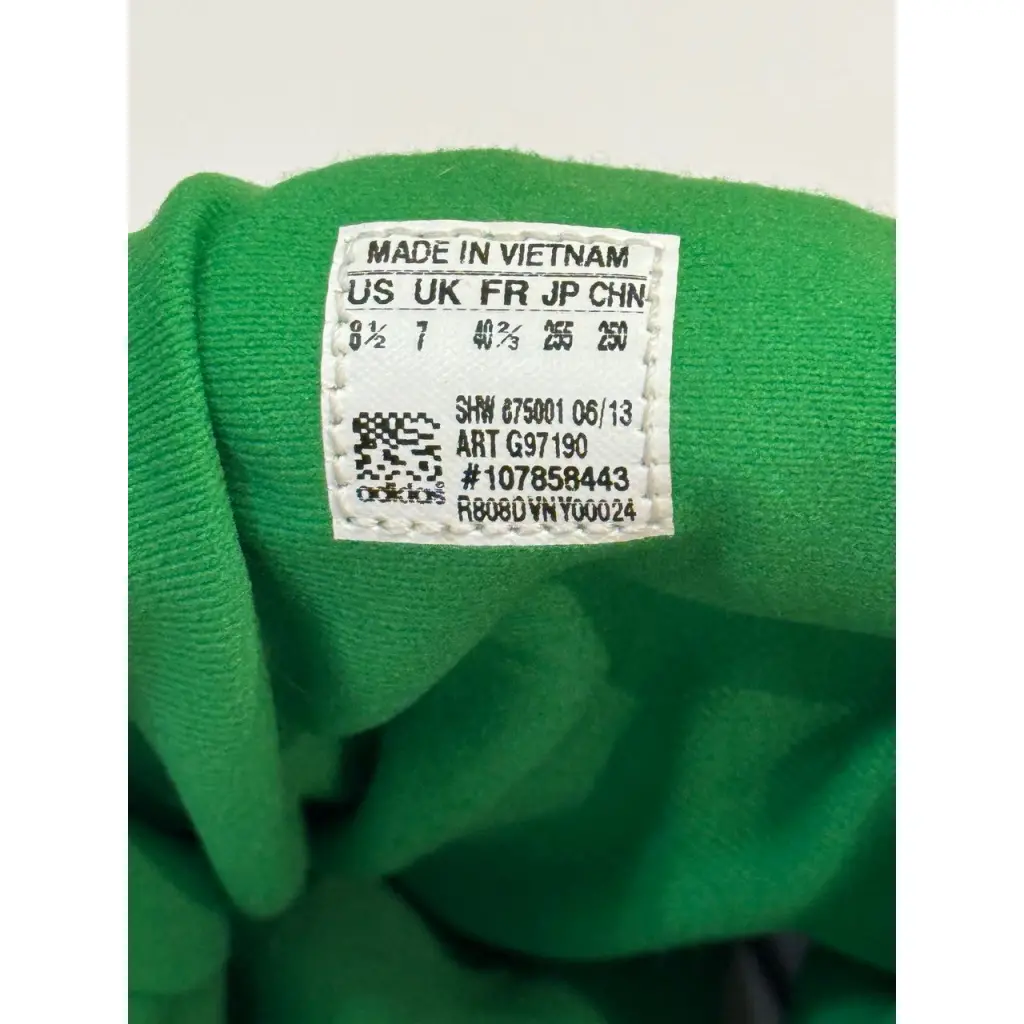 MADE IN VIETNAM
US UK FR JP CHN
8½ 7 40⅔ 255 250
SHW 675001 06/13
ART G97190
#107858443
adidas
R808DVNY00024